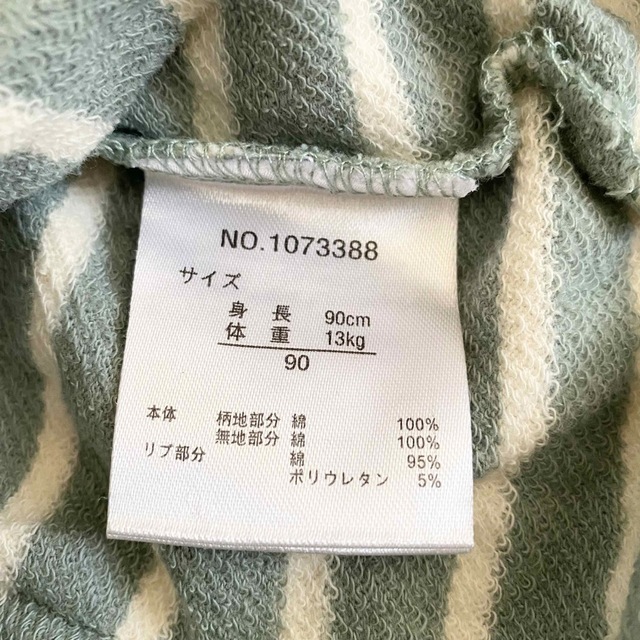 NO.1073388
サイズ
身長 90cm
体重 13kg
90
本体 柄地部分 綿 100%
無地部分 綿 100%
リブ部分 綿 95%
ポリウレタン 5%